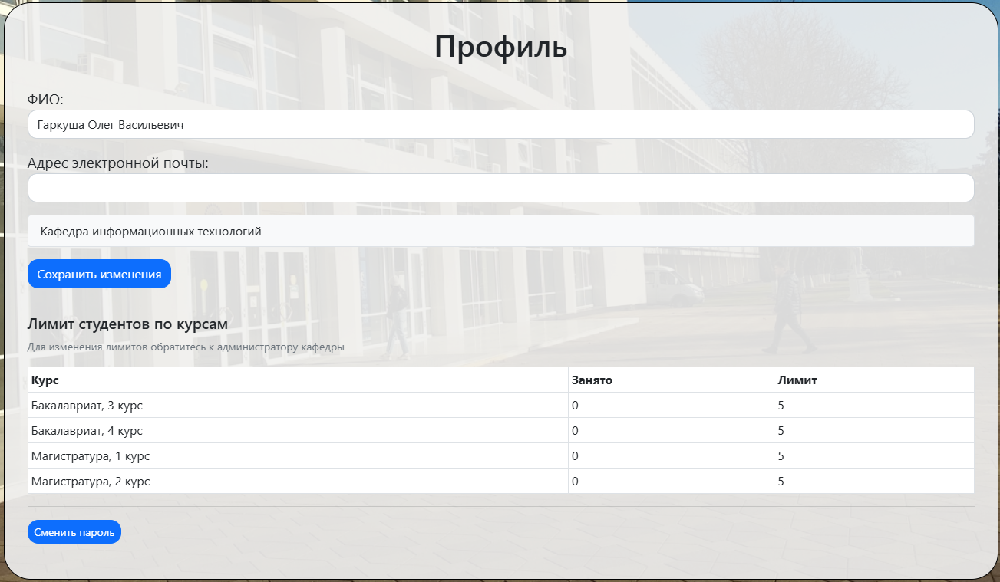 Профиль
ФИО:
Гаркуша Олег Васильевич
Адрес электронной почты:
Кафедра информационных технологий
Сохранить изменения
Лимит студентов по курсам
Для изменения лимитов обратитесь к администратору кафедры
Курс Занято Лимит
Бакалавриат, 3 курс 0 5
Бакалавриат, 4 курс 0 5
Магистратура, 1 курс 0 5
Магистратура, 2 курс 0 5
Сменить пароль